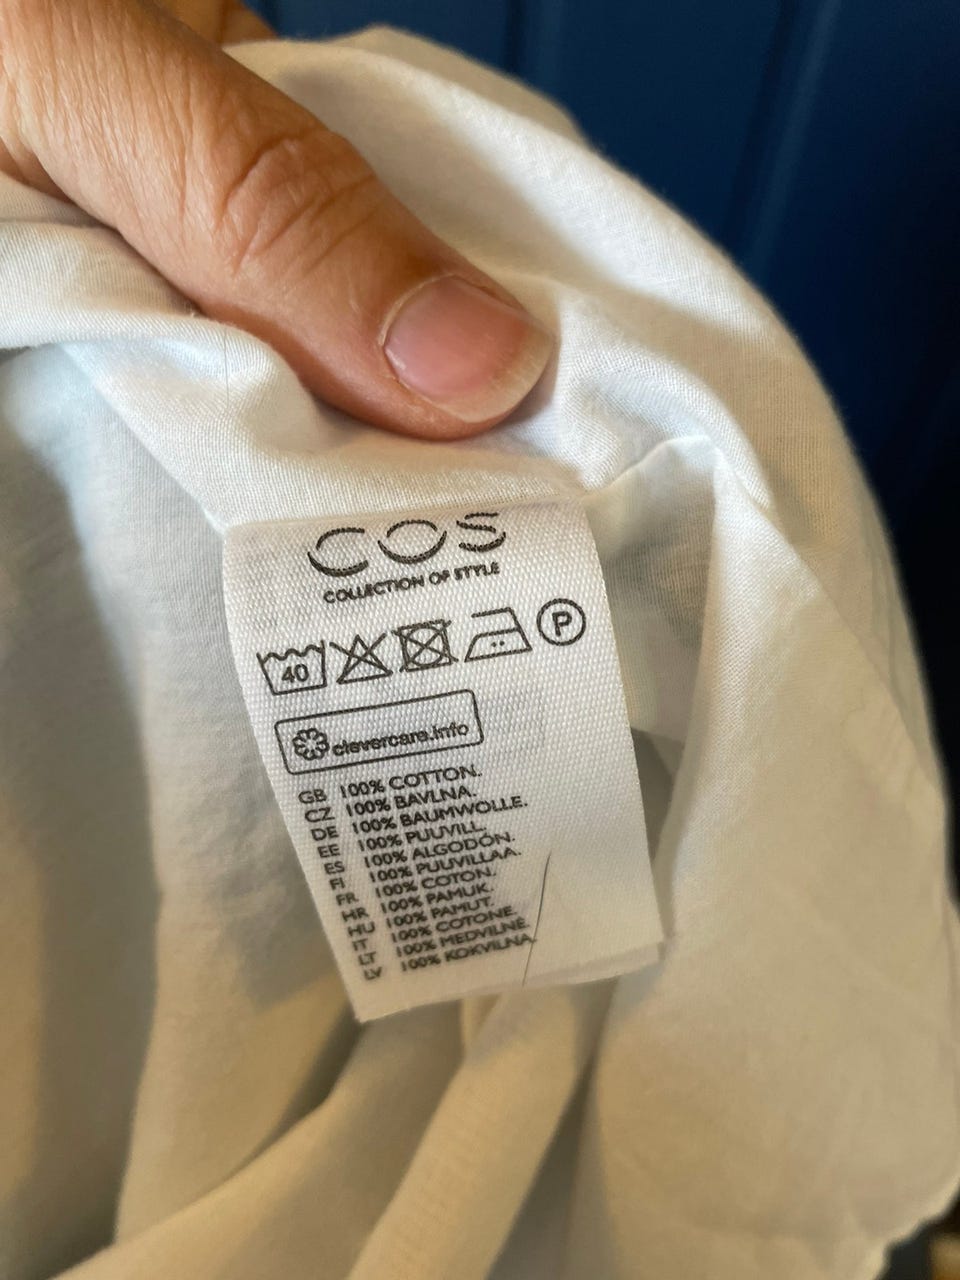 COS
COLLECTION OF STYLE
40 P
clevercare.info
GB 100% COTTON.
CZ 100% BAVLNA.
DE 100% BAUMWOLLE.
EE 100% PUUVILL.
ES 100% ALGODÓN.
FI 100% PUUVILLAA.
FR 100% COTON.
HR 100% PAMUK.
HU 100% PAMUT.
IT 100% COTONE.
LT 100% MEDVILNĖ.
LV 100% KOKVILNA.